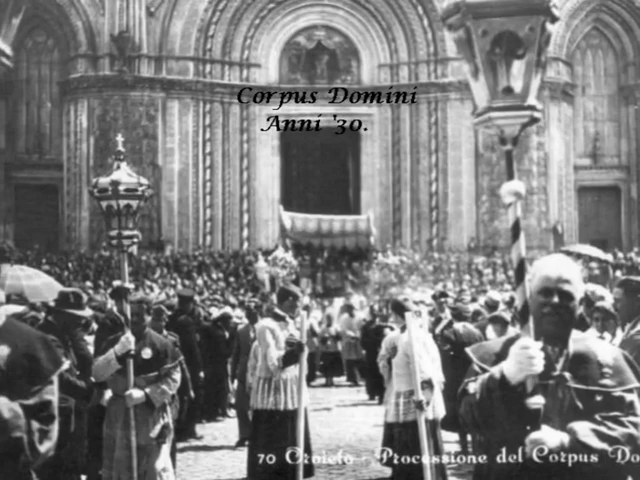 Corpus Domini
Anni '30.
70 Orvieto - Processione del Corpus Do